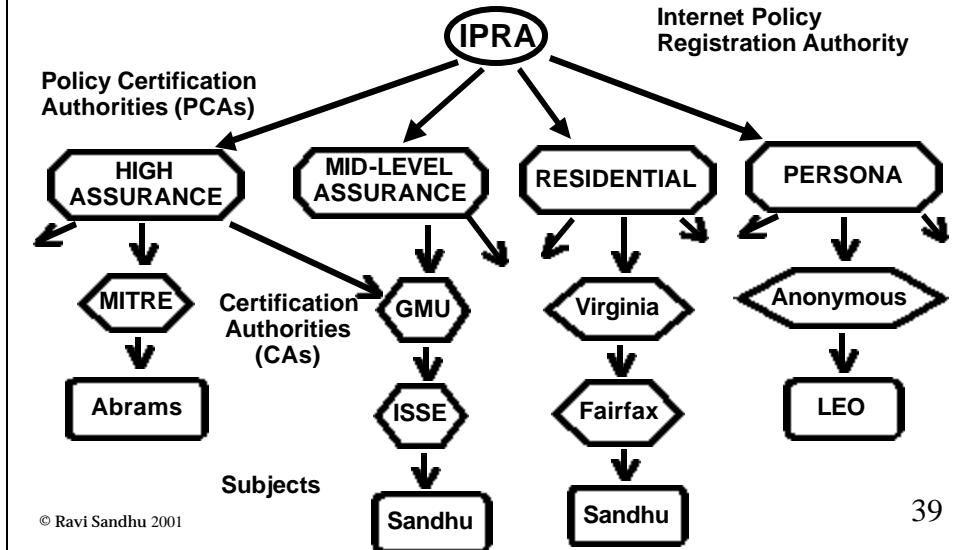 IPRA
Internet Policy
Registration Authority
Policy Certification
Authorities (PCAs)
HIGH
ASSURANCE
MID-LEVEL
ASSURANCE
RESIDENTIAL
PERSONA
MITRE
Certification
Authorities
(CAs)
GMU
Virginia
Anonymous
Abrams
ISSE
Fairfax
LEO
Subjects
Sandhu
Sandhu
© Ravi Sandhu 2001
39